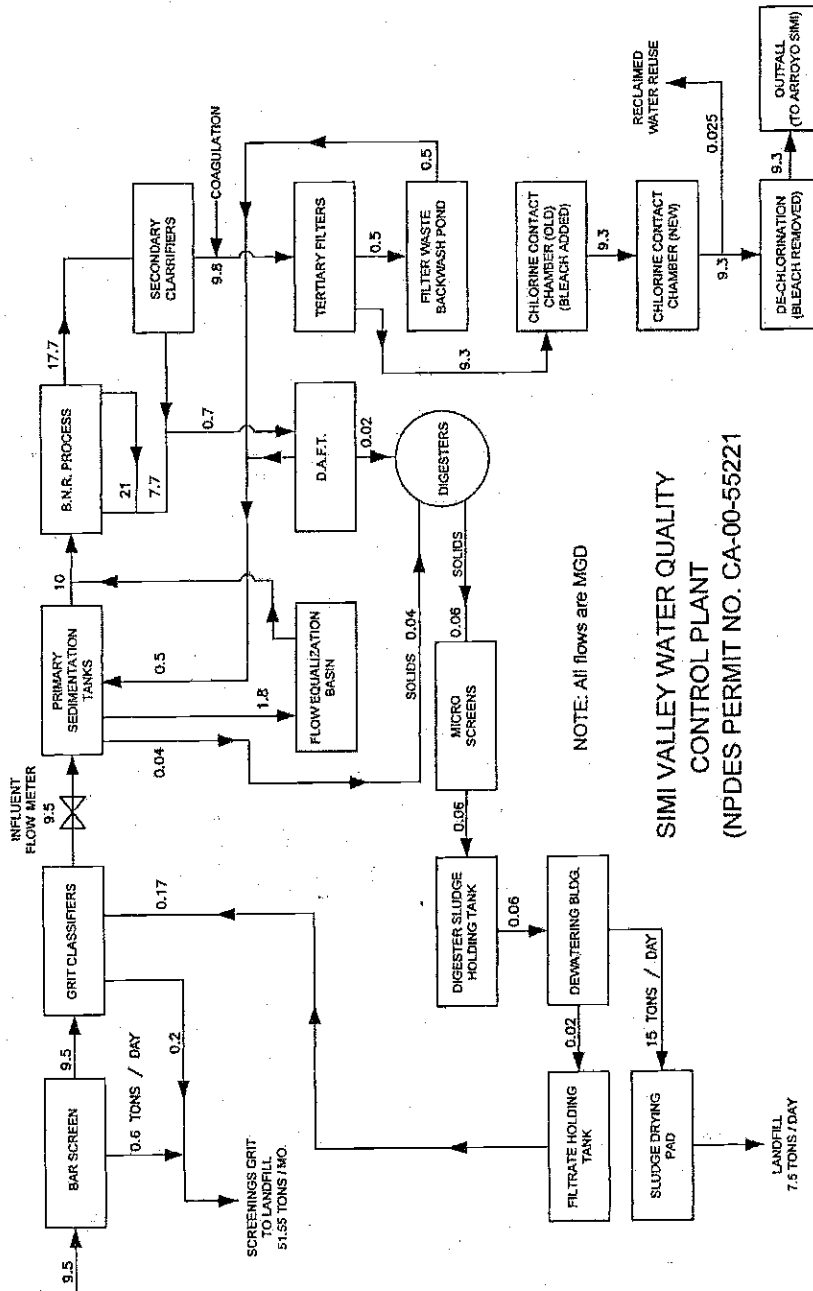 9.5
BAR SCREEN
9.5
0.6 TONS / DAY
GRIT CLASSIFIERS
0.2
0.17
SCREENINGS GRIT
TO LANDFILL
51.55 TONS / MO.
INFLUENT
FLOW METER
9.5
PRIMARY
SEDIMENTATION
TANKS
0.04
1.8
0.5
10
FLOW EQUALIZATION
BASIN
B.N.R. PROCESS
21
7.7
17.7
SECONDARY
CLARIFIERS
0.7
9.8
COAGULATION
D.A.F.T.
0.02
TERTIARY FILTERS
0.5
9.3
FILTER WASTE
BACKWASH POND
0.5
SOLIDS 0.04
DIGESTERS
SOLIDS
0.06
MICRO
SCREENS
0.06
DIGESTER SLUDGE
HOLDING TANK
0.06
DEWATERING BLDG.
0.02
15 TONS / DAY
FILTRATE HOLDING
TANK
SLUDGE DRYING
PAD
LANDFILL
7.5 TONS / DAY
CHLORINE CONTACT
CHAMBER (OLD)
(BLEACH ADDED)
9.3
CHLORINE CONTACT
CHAMBER (NEW)
9.3
0.025
RECLAIMED
WATER REUSE
DE-CHLORINATION
(BLEACH REMOVED)
9.3
OUTFALL
(TO ARROYO SIMI)
NOTE: All flows are MGD
SIMI VALLEY WATER QUALITY
CONTROL PLANT
(NPDES PERMIT NO. CA-00-55221